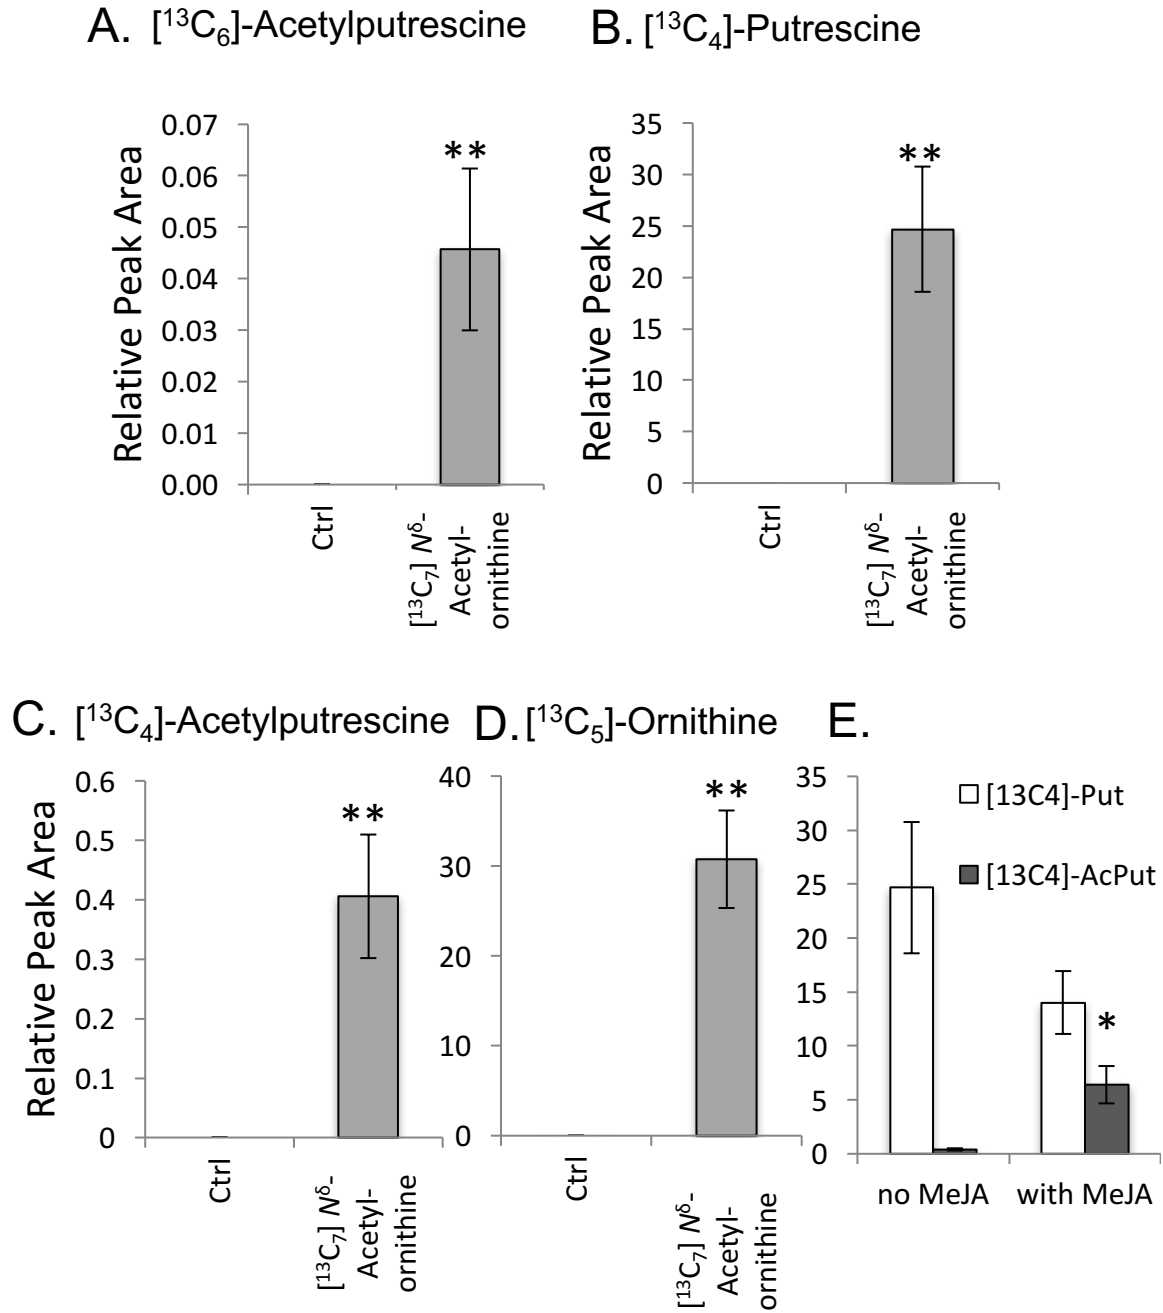 A. [¹³C₆]-Acetylputrescine
B. [¹³C₄]-Putrescine
Relative Peak Area
0.07
0.06
0.05
0.04
0.03
0.02
0.01
0.00
**
Ctrl
[¹³C₇] Nᵟ-
Acetyl-
ornithine
Relative Peak Area
35
30
25
20
15
10
5
0
**
Ctrl
[¹³C₇] Nᵟ-
Acetyl-
ornithine
C. [¹³C₄]-Acetylputrescine
D. [¹³C₅]-Ornithine
E.
Relative Peak Area
0.6
0.5
0.4
0.3
0.2
0.1
0
**
Ctrl
[¹³C₇] Nᵟ-
Acetyl-
ornithine
40
30
20
10
0
**
Ctrl
[¹³C₇] Nᵟ-
Acetyl-
ornithine
35
30
25
20
15
10
5
0
[13C4]-Put
[13C4]-AcPut
*
no MeJA
with MeJA